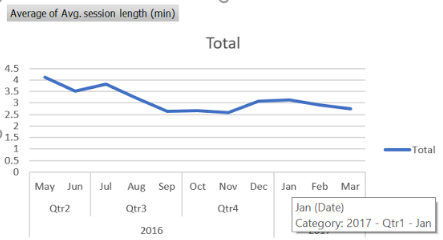 Average of Avg. session length (min)
Total
4.5
4
3.5
3
2.5
2
1.5
1
0.5
0
Total
May Jun Jul Aug Sep Oct Nov Dec Jan Feb Mar
Qtr2 Qtr3 Qtr4
2016
Jan (Date)
Category: 2017 - Qtr1 - Jan